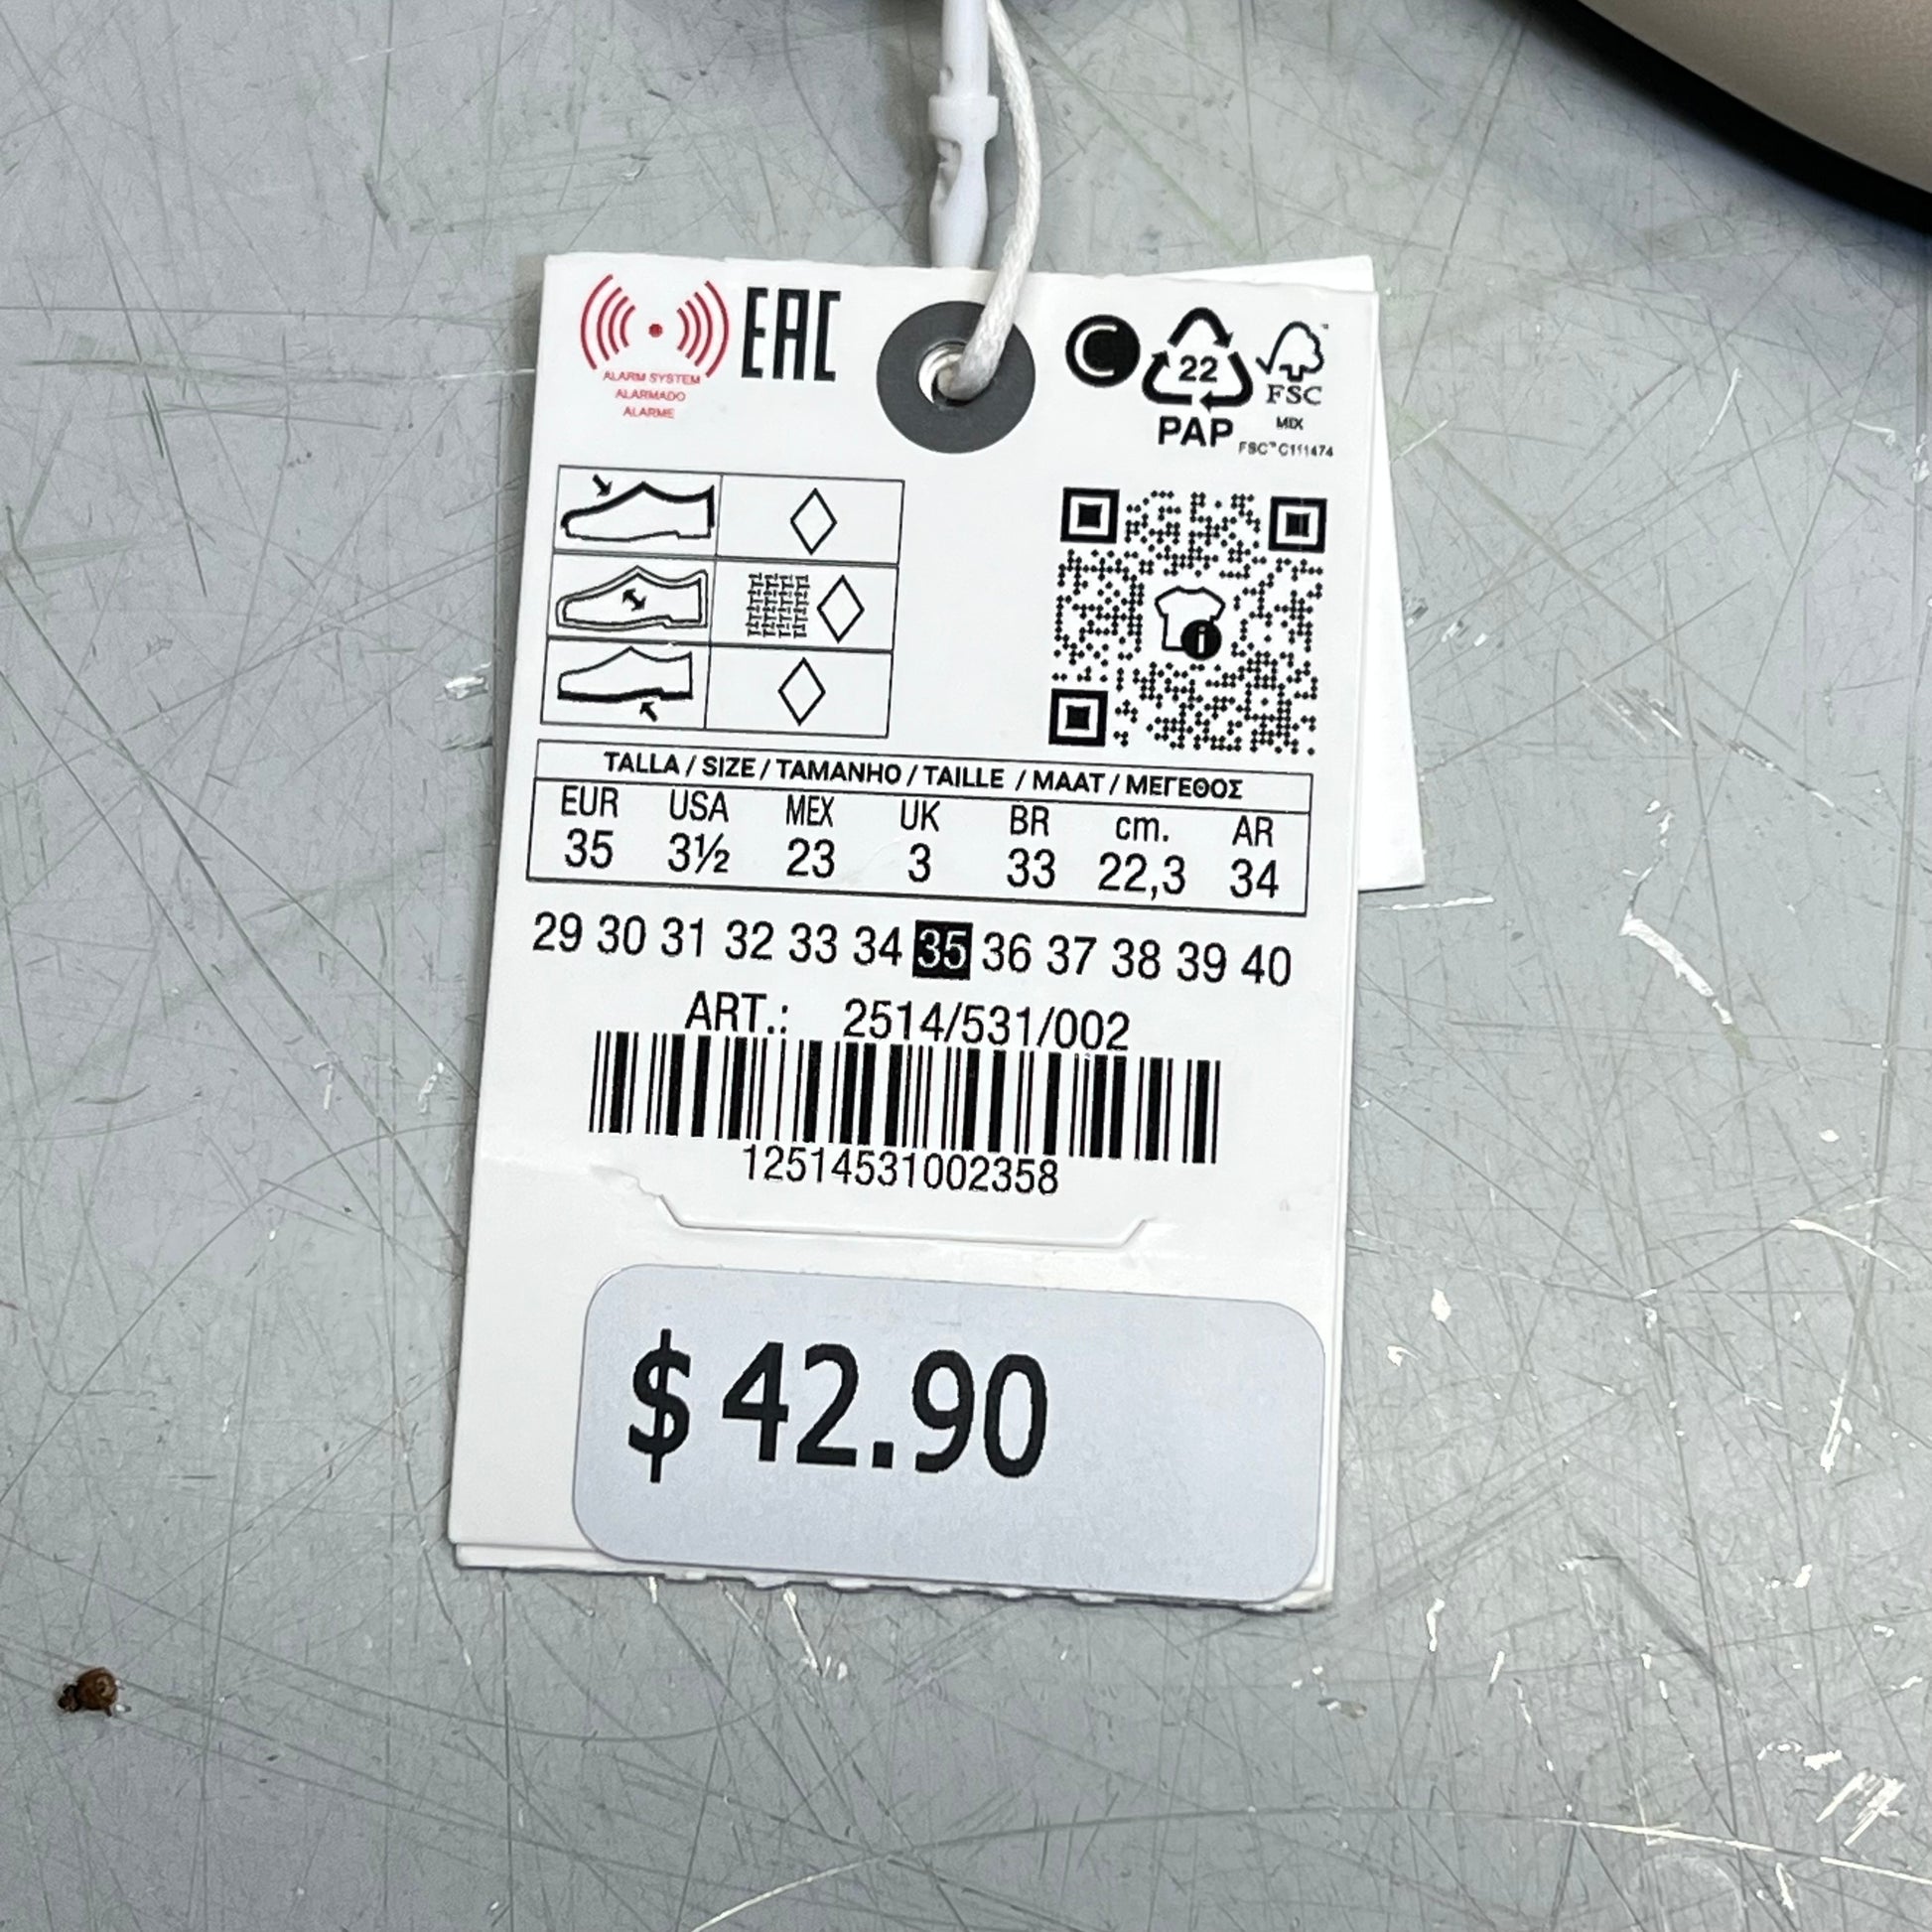 ALARM SYSTEM
ALARMADO
ALARME
EAC
C
22
PAP
FSC™
MIX
FSC™ C111474
i
TALLA / SIZE / TAMANHO / TAILLE / MAAT / ΜΕΓΕΘΟΣ
EUR USA MEX UK BR cm. AR
35 3½ 23 3 33 22,3 34
29 30 31 32 33 34 35 36 37 38 39 40
ART.: 2514/531/002
12514531002358
$ 42.90